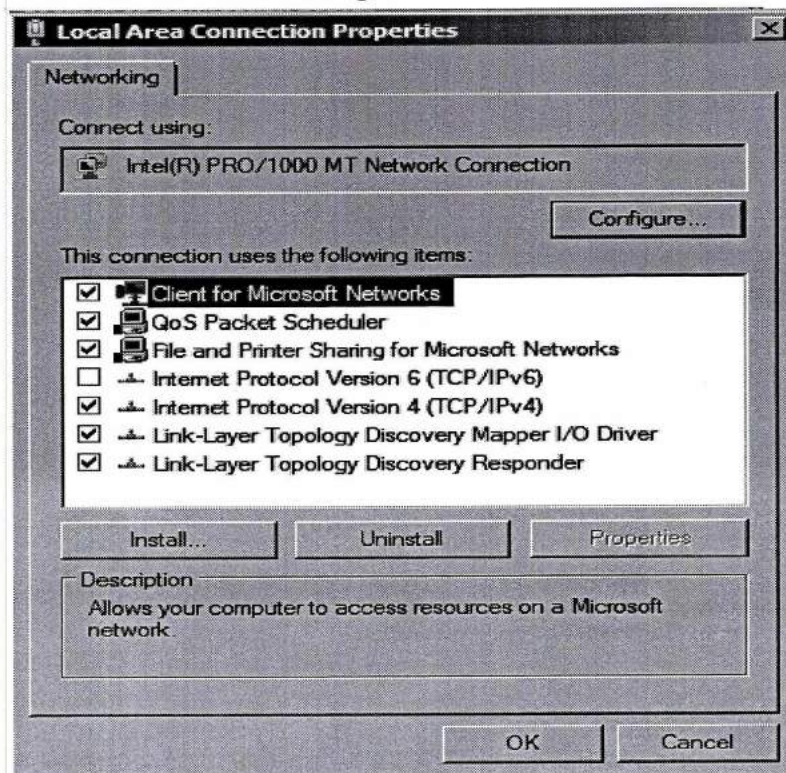 Local Area Connection Properties
Networking
Connect using:
Intel(R) PRO/1000 MT Network Connection
Configure...
This connection uses the following items:
Client for Microsoft Networks
QoS Packet Scheduler
File and Printer Sharing for Microsoft Networks
Internet Protocol Version 6 (TCP/IPv6)
Internet Protocol Version 4 (TCP/IPv4)
Link-Layer Topology Discovery Mapper I/O Driver
Link-Layer Topology Discovery Responder
Install...
Uninstall
Properties
Description
Allows your computer to access resources on a Microsoft
network.
OK
Cancel